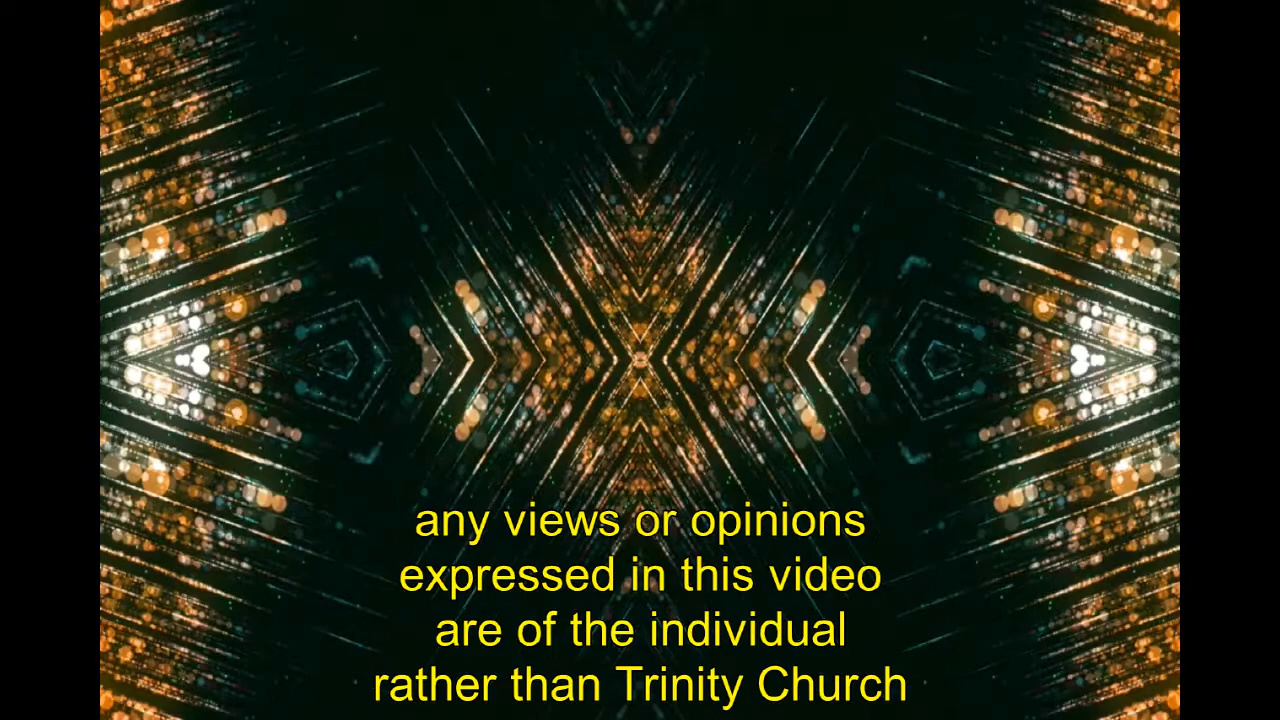 any views or opinions
expressed in this video
are of the individual
rather than Trinity Church